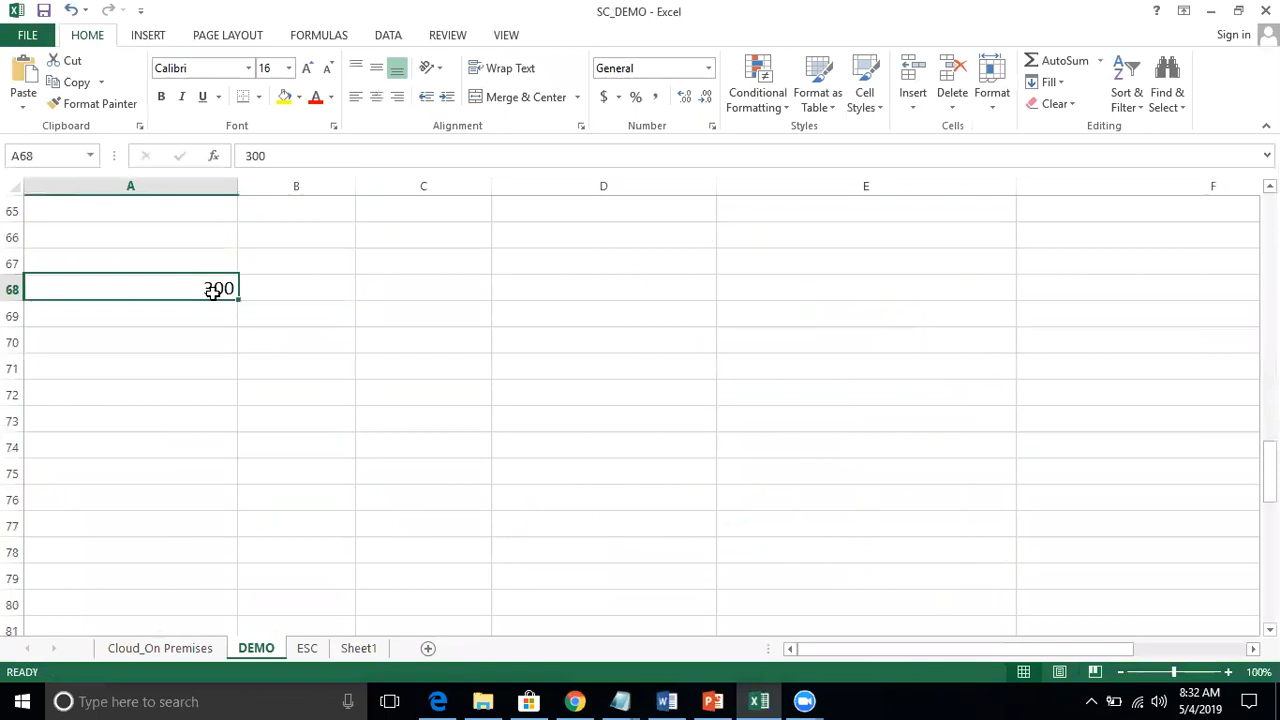 SC_DEMO - Excel
?
FILE HOME INSERT PAGE LAYOUT FORMULAS DATA REVIEW VIEW Sign in
Paste Cut Copy Format Painter Clipboard
Calibri 16 A A B I U A Font
Wrap Text Merge & Center Alignment
General $ % , Number
Conditional Formatting Format as Table Cell Styles Styles
Insert Delete Format Cells
AutoSum Fill Clear Sort & Filter Find & Select Editing
A68 fx 300
A B C D E F
65
66
67
68 300
69
70
71
72
73
74
75
76
77
78
79
80
81
Cloud_On Premises DEMO ESC Sheet1
READY 100%
Type here to search 8:32 AM
5/4/2019